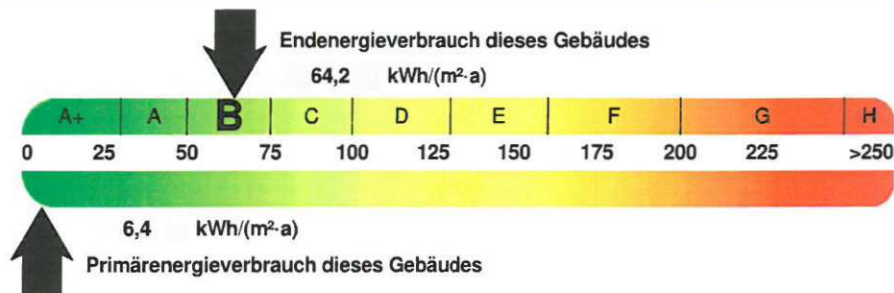 Endenergieverbrauch dieses Gebäudes
64,2 kWh/(m²·a)
A+ A B C D E F G H
0 25 50 75 100 125 150 175 200 225 >250
6,4 kWh/(m²·a)
Primärenergieverbrauch dieses Gebäudes